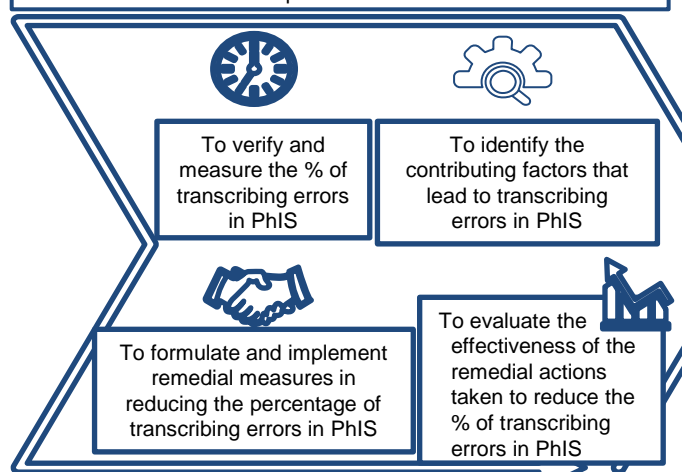 To verify and
measure the % of
transcribing errors
in PhIS
To identify the
contributing factors that
lead to transcribing
errors in PhIS
To formulate and implement
remedial measures in
reducing the percentage of
transcribing errors in PhIS
To evaluate the
effectiveness of the
remedial actions
taken to reduce the
% of transcribing
errors in PhIS